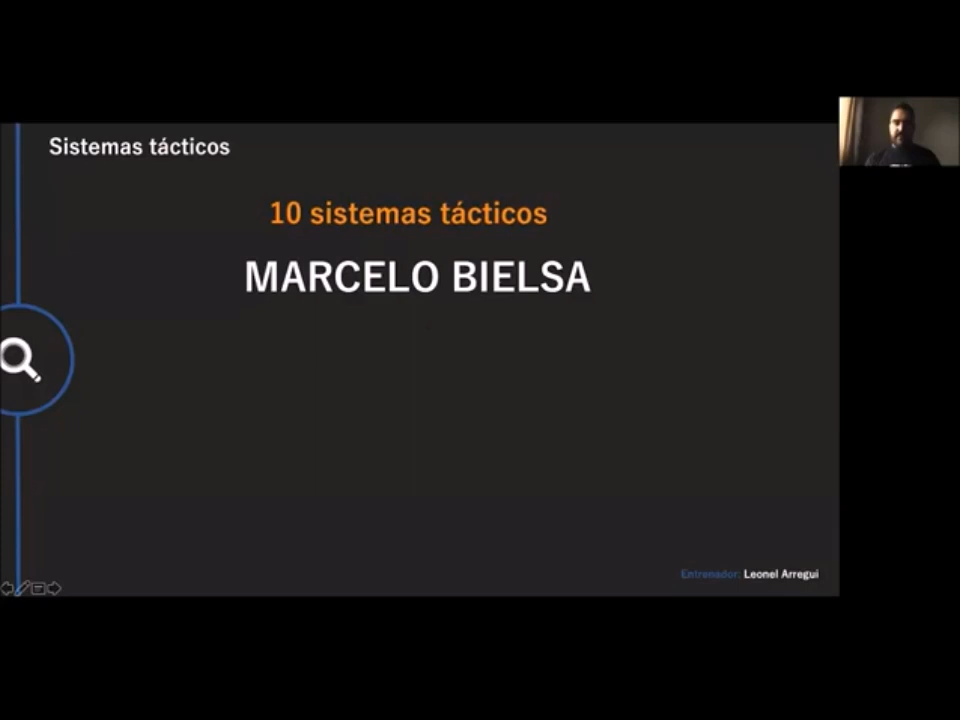 Sistemas tácticos
10 sistemas tácticos
MARCELO BIELSA
Entrenador: Leonel Arregui